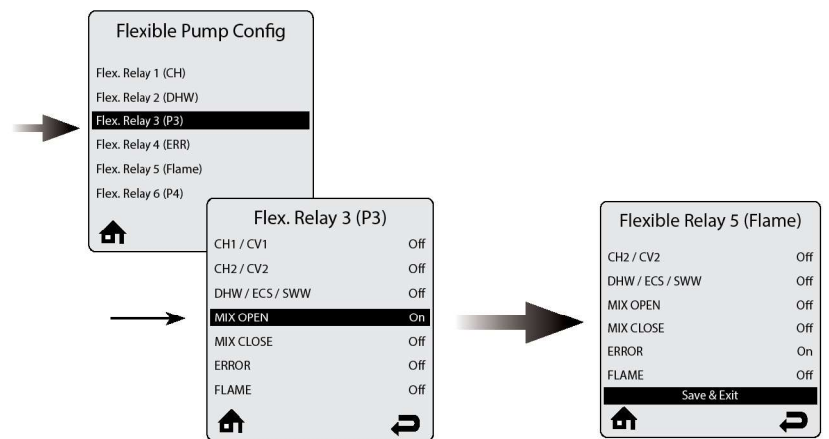 Flexible Pump Config
Flex. Relay 1 (CH)
Flex. Relay 2 (DHW)
Flex. Relay 3 (P3)
Flex. Relay 4 (ERR)
Flex. Relay 5 (Flame)
Flex. Relay 6 (P4)
Flex. Relay 3 (P3)
CH1 / CV1 Off
CH2 / CV2 Off
DHW / ECS / SWW Off
MIX OPEN On
MIX CLOSE Off
ERROR Off
FLAME Off
Flexible Relay 5 (Flame)
CH2 / CV2 Off
DHW / ECS / SWW Off
MIX OPEN Off
MIX CLOSE Off
ERROR On
FLAME Off
Save & Exit